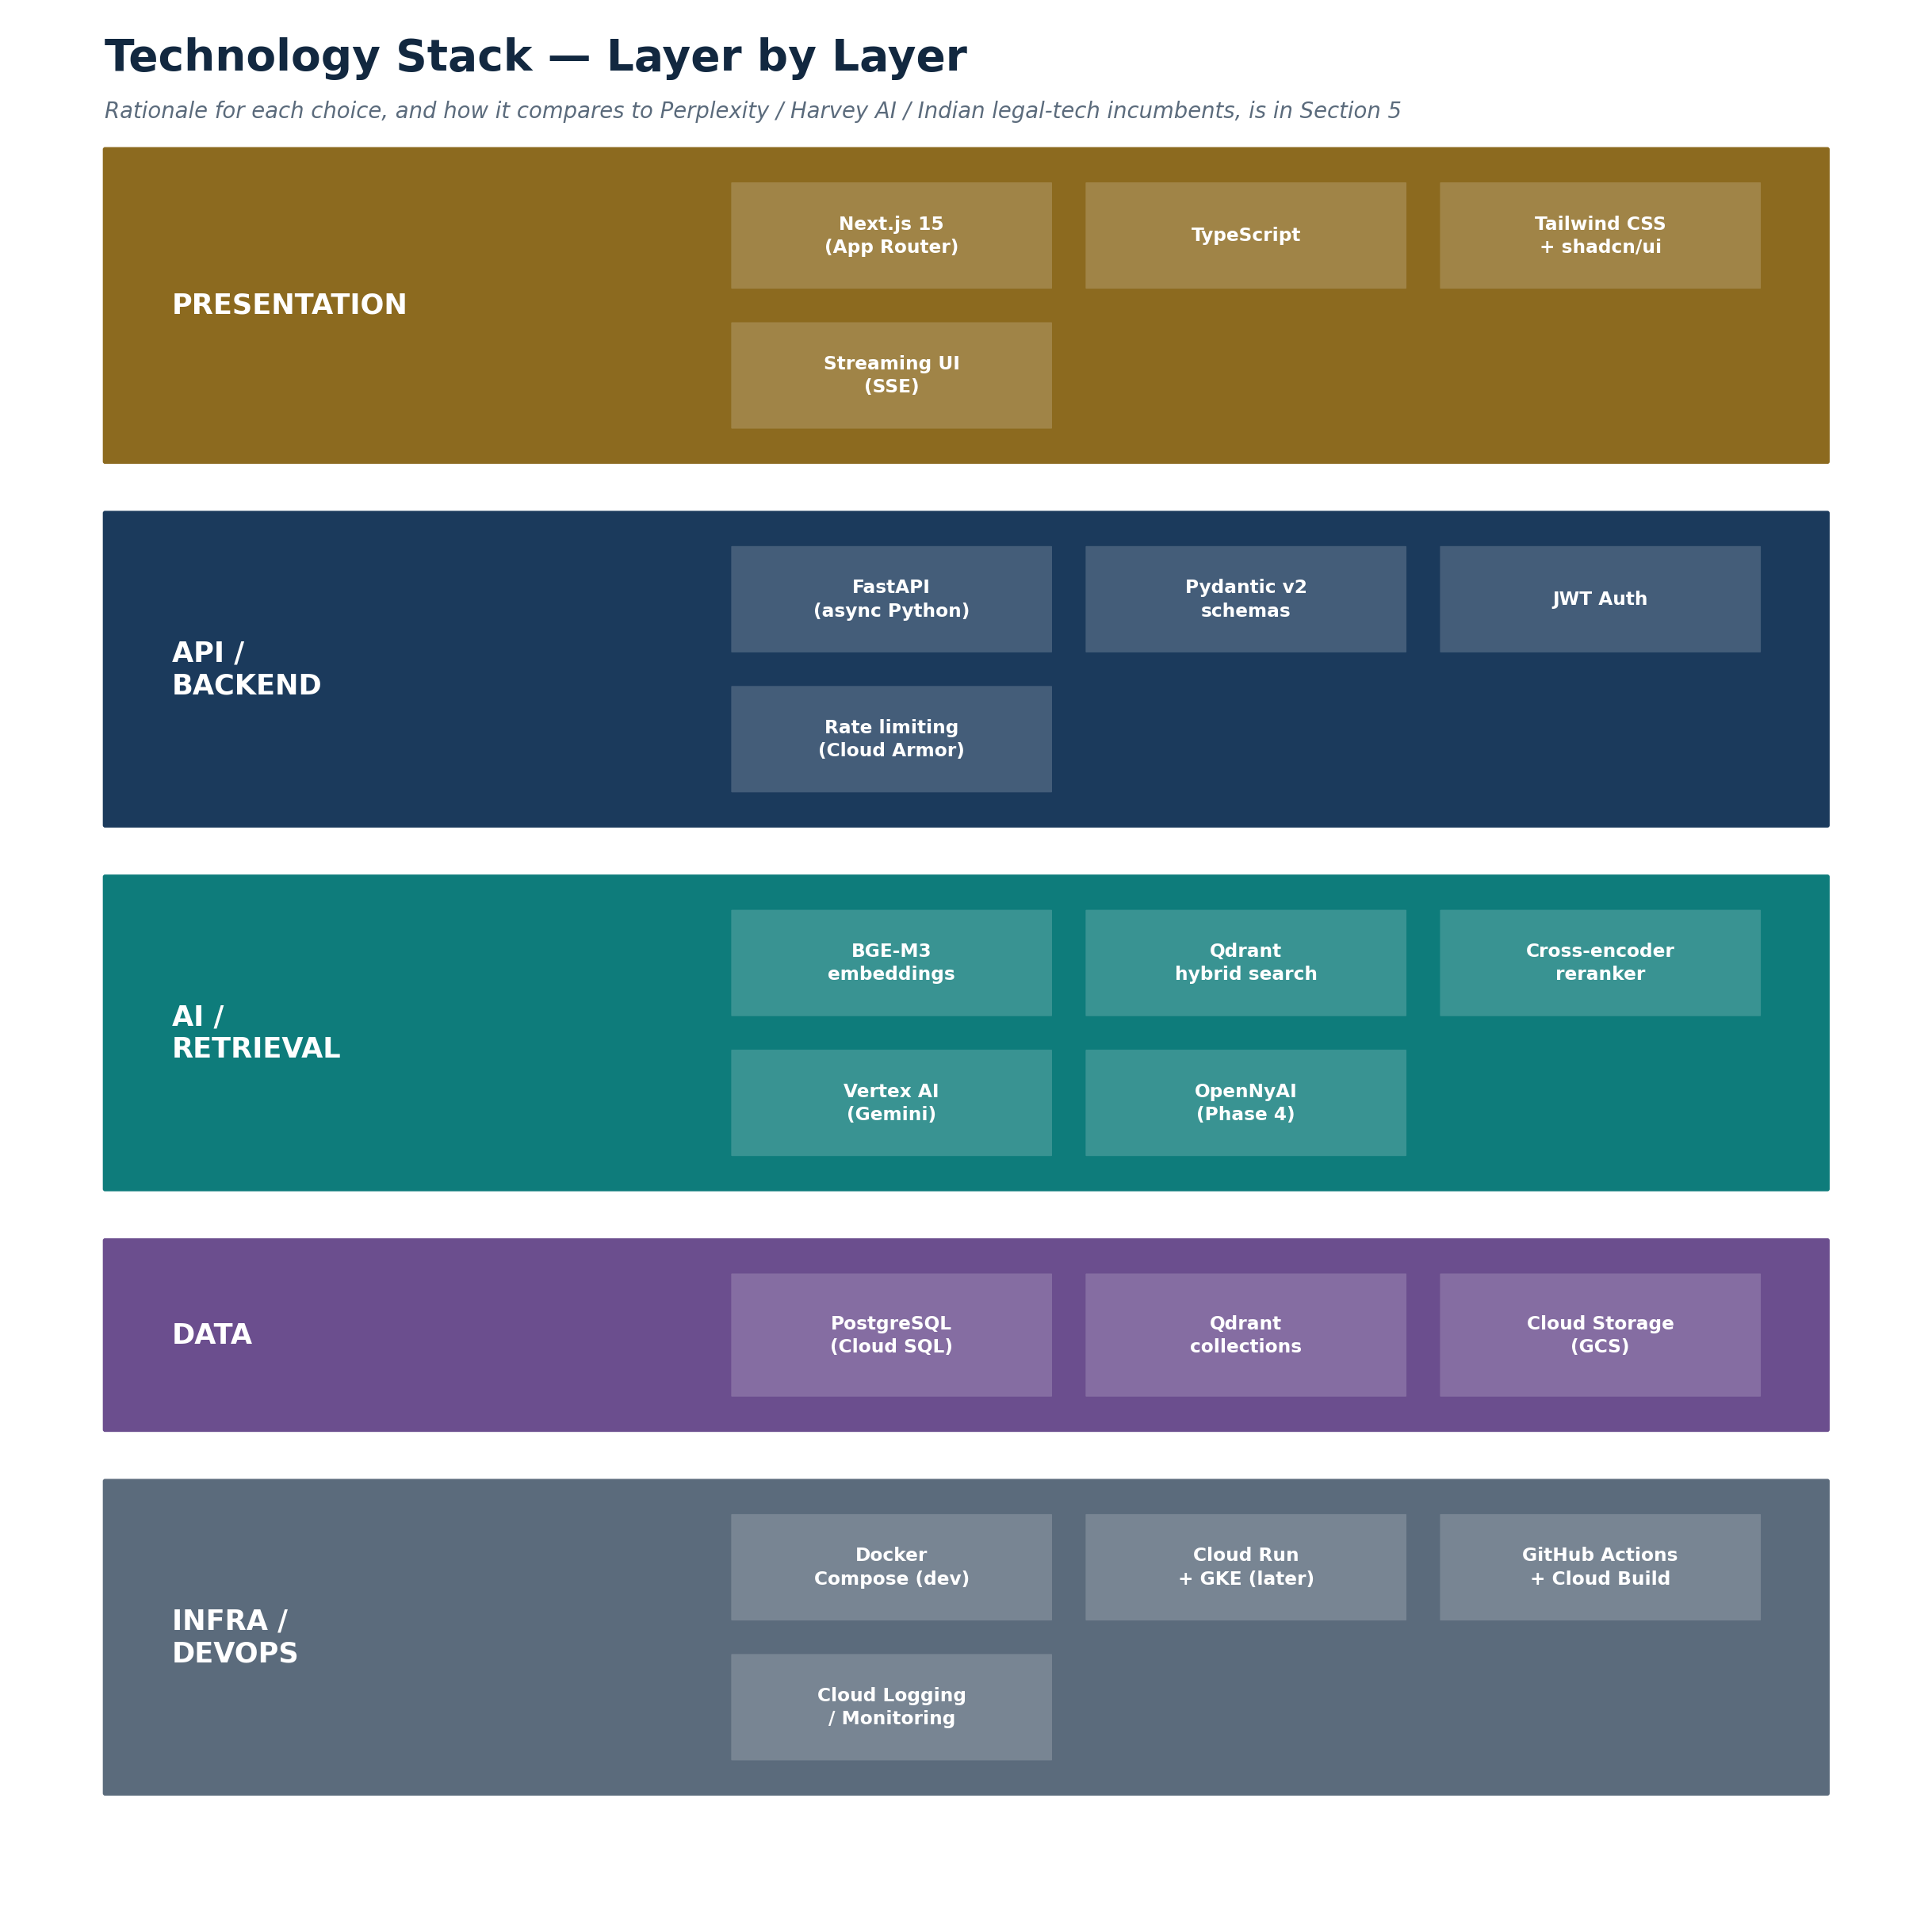 Technology Stack — Layer by Layer
Rationale for each choice, and how it compares to Perplexity / Harvey AI / Indian legal-tech incumbents, is in Section 5
PRESENTATION
Next.js 15
(App Router)
TypeScript
Tailwind CSS
+ shadcn/ui
Streaming UI
(SSE)
API /
BACKEND
FastAPI
(async Python)
Pydantic v2
schemas
JWT Auth
Rate limiting
(Cloud Armor)
AI /
RETRIEVAL
BGE-M3
embeddings
Qdrant
hybrid search
Cross-encoder
reranker
Vertex AI
(Gemini)
OpenNyAI
(Phase 4)
DATA
PostgreSQL
(Cloud SQL)
Qdrant
collections
Cloud Storage
(GCS)
INFRA /
DEVOPS
Docker
Compose (dev)
Cloud Run
+ GKE (later)
GitHub Actions
+ Cloud Build
Cloud Logging
/ Monitoring